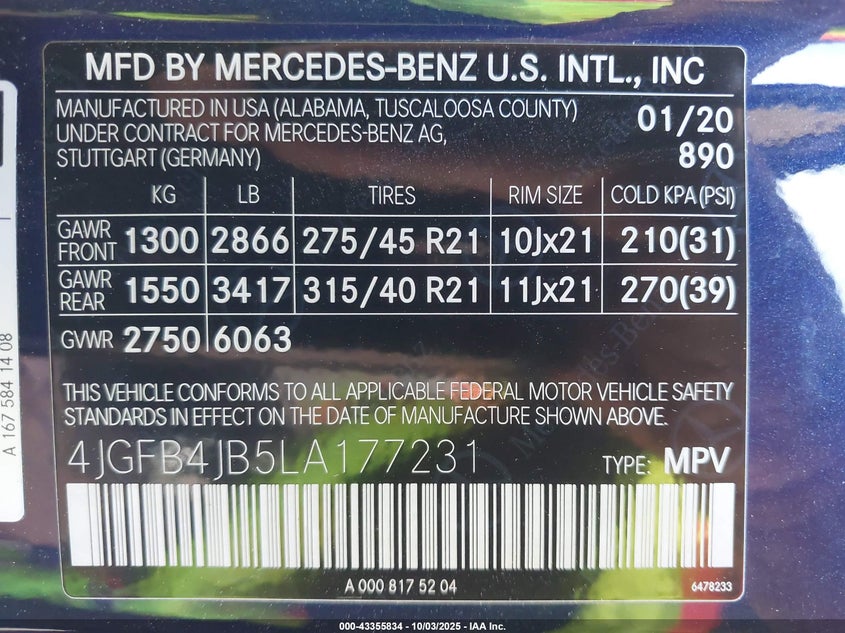 MFD BY MERCEDES-BENZ U.S. INTL., INC
MANUFACTURED IN USA (ALABAMA, TUSCALOOSA COUNTY)
UNDER CONTRACT FOR MERCEDES-BENZ AG,
STUTTGART (GERMANY)
01/20
890
KG LB TIRES RIM SIZE COLD KPA (PSI)
GAWR FRONT 1300 2866 275/45 R21 10Jx21 210(31)
GAWR REAR 1550 3417 315/40 R21 11Jx21 270(39)
GVWR 2750 6063
THIS VEHICLE CONFORMS TO ALL APPLICABLE FEDERAL MOTOR VEHICLE SAFETY
STANDARDS IN EFFECT ON THE DATE OF MANUFACTURE SHOWN ABOVE.
4JGFB4JB5LA177231 TYPE: MPV
A 000 817 52 04
6478233
A 167 584 14 08
000-43355834 - 10/03/2025 - IAA Inc.